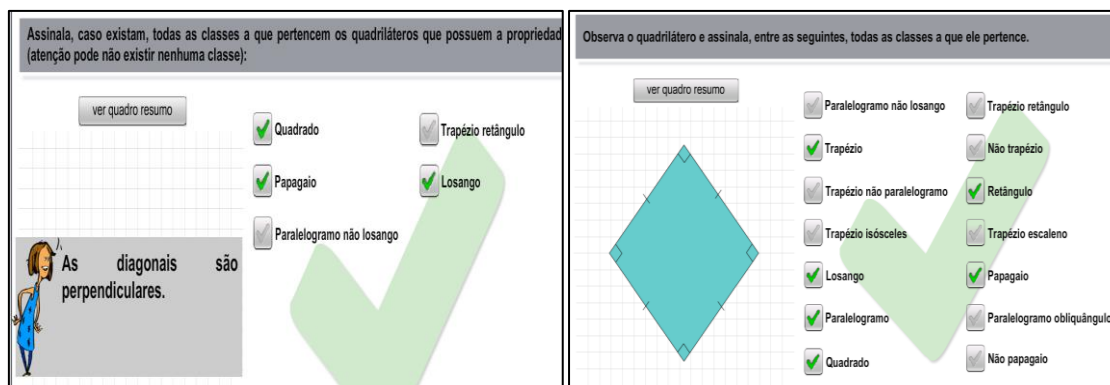 Assinala, caso existam, todas as classes a que pertencem os quadriláteros que possuem a propriedad
(atenção pode não existir nenhuma classe):
ver quadro resumo
Quadrado
Trapézio retângulo
Papagaio
Losango
Paralelogramo não losango
As diagonais são
perpendiculares.
Observa o quadrilátero e assinala, entre as seguintes, todas as classes a que ele pertence.
ver quadro resumo
Paralelogramo não losango
Trapézio retângulo
Trapézio
Não trapézio
Trapézio não paralelogramo
Retângulo
Trapézio isósceles
Trapézio escaleno
Losango
Papagaio
Paralelogramo
Paralelogramo obliquângulo
Quadrado
Não papagaio